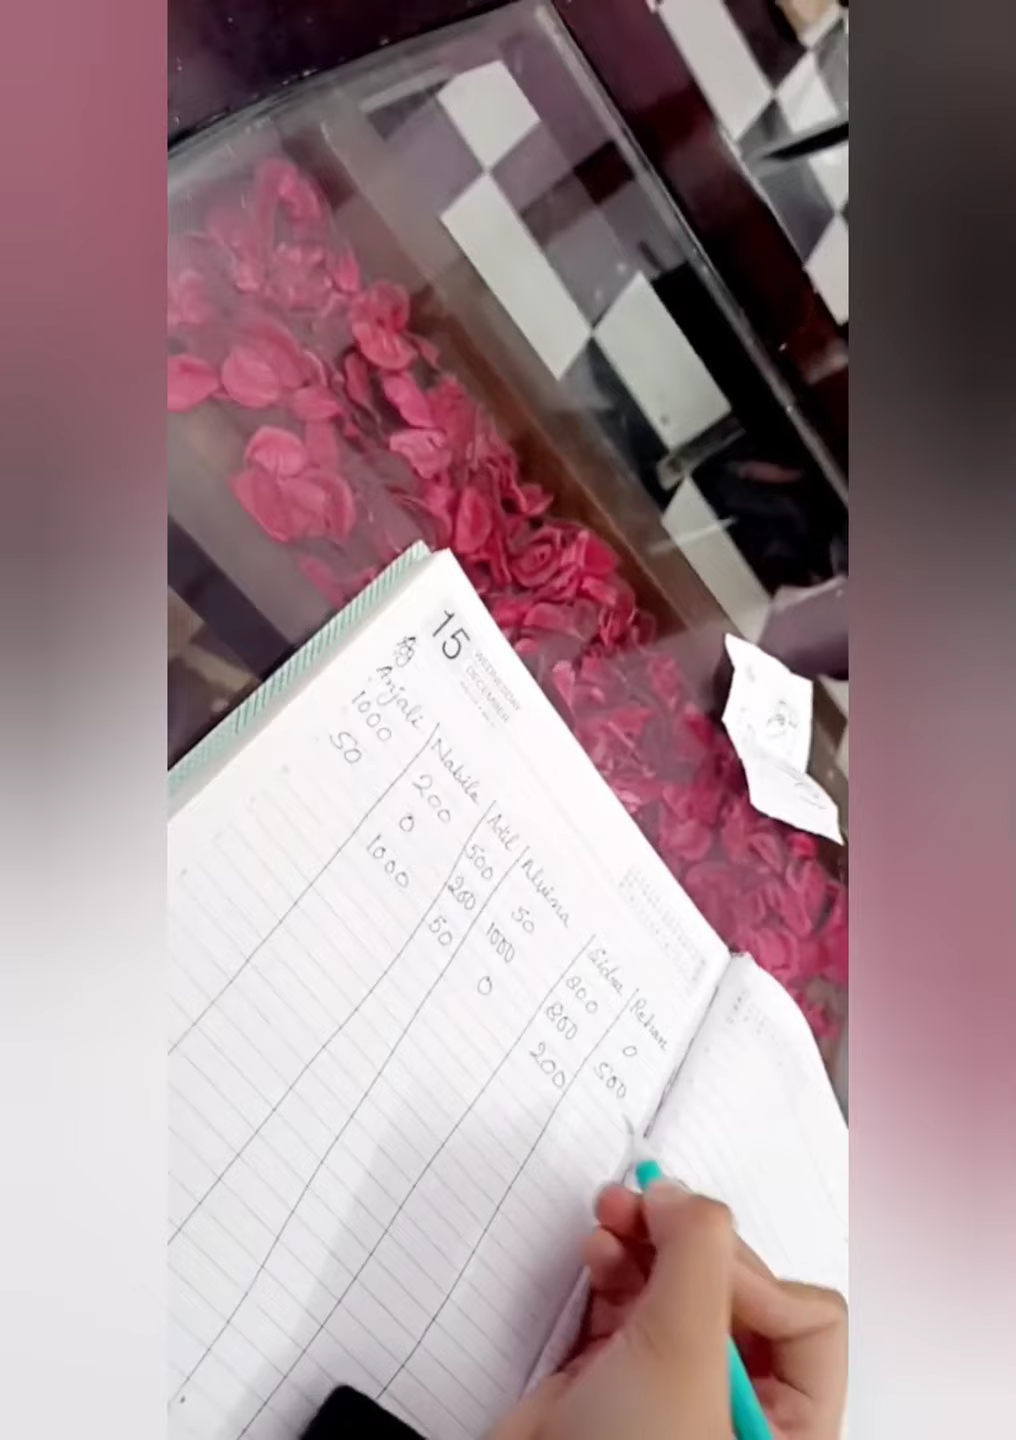 15 WEDNESDAY
DECEMBER
Anjali Nabila Adil Alvina Sidra Rehan
1000 200 500 50 800 0
50 0 200 1000 800 500
1000 50 0 200